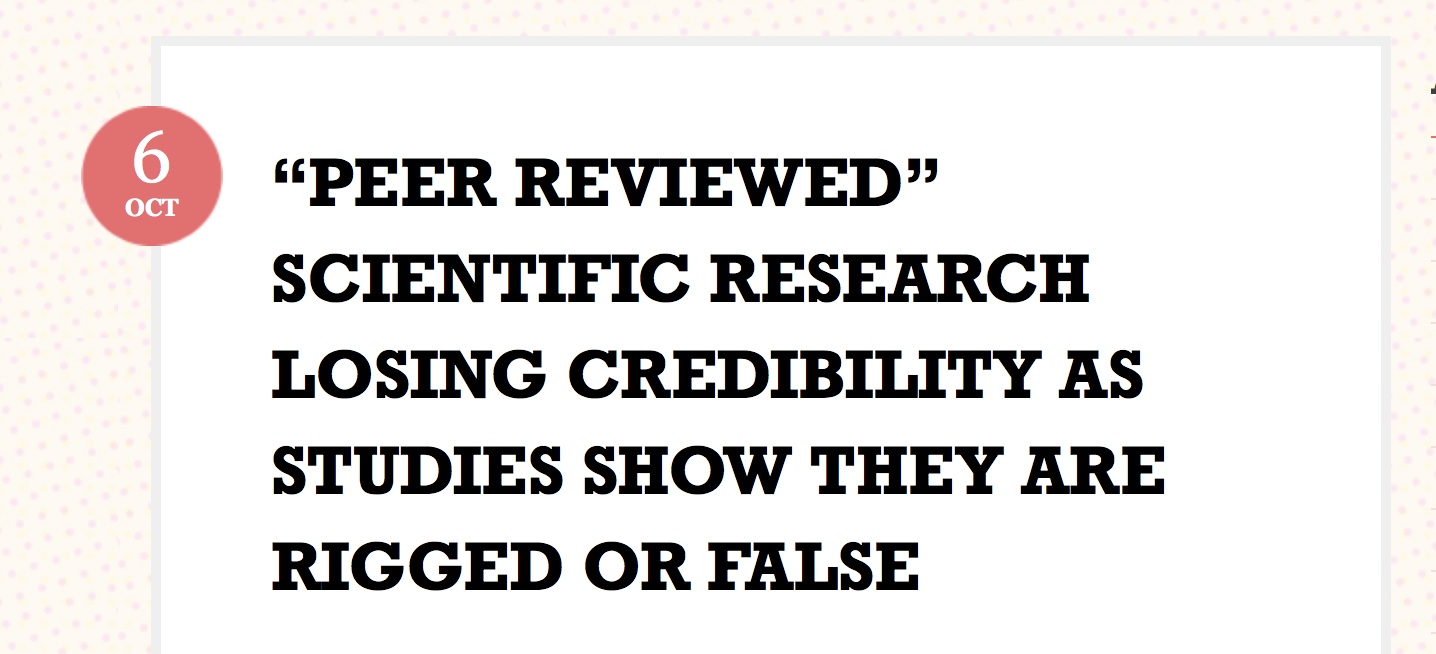 6
OCT
“PEER REVIEWED”
SCIENTIFIC RESEARCH
LOSING CREDIBILITY AS
STUDIES SHOW THEY ARE
RIGGED OR FALSE